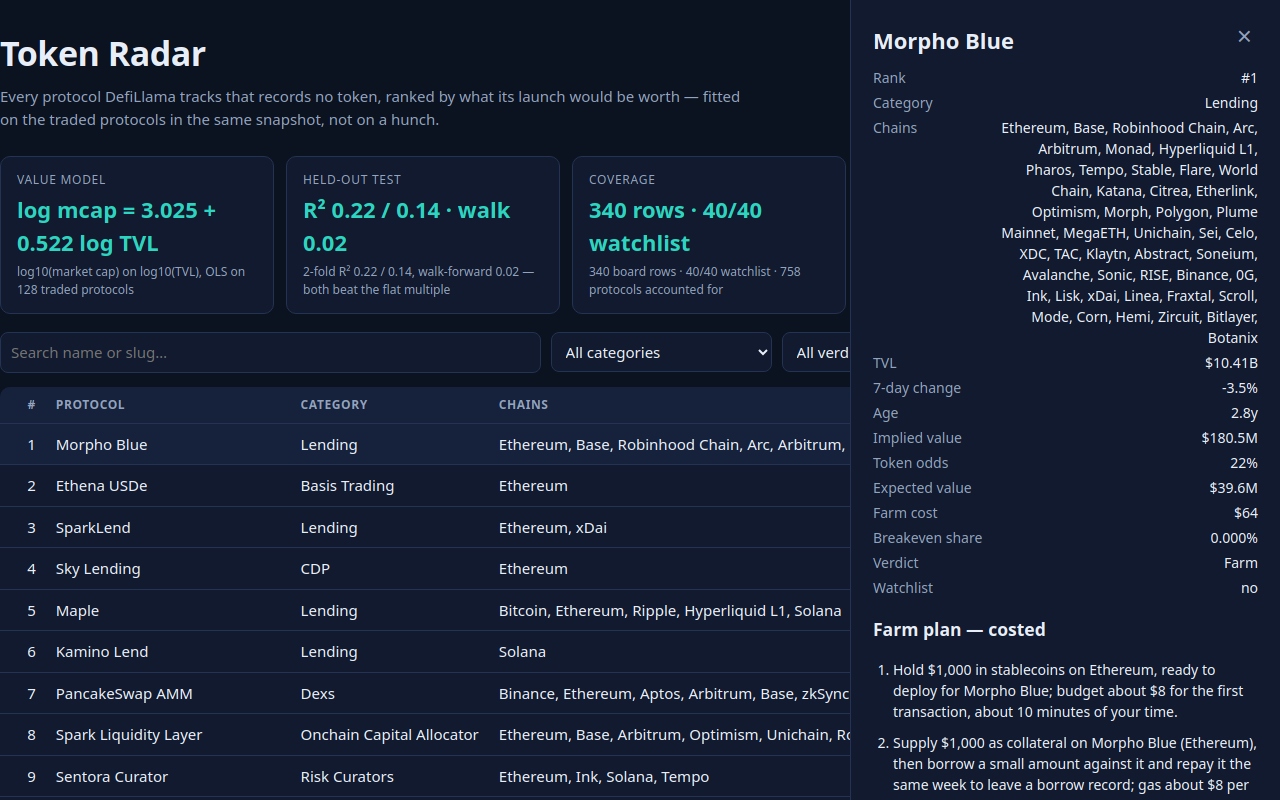 Token Radar
Every protocol DefiLlama tracks that records no token, ranked by what its launch would be worth — fitted
on the traded protocols in the same snapshot, not on a hunch.
VALUE MODEL
log mcap = 3.025 +
0.522 log TVL
log10(market cap) on log10(TVL), OLS on
128 traded protocols
HELD-OUT TEST
R² 0.22 / 0.14 · walk
0.02
2-fold R² 0.22 / 0.14, walk-forward 0.02 —
both beat the flat multiple
COVERAGE
340 rows · 40/40
watchlist
340 board rows · 40/40 watchlist · 758
protocols accounted for
Search name or slug...
All categories
All verd
# PROTOCOL CATEGORY CHAINS
1 Morpho Blue Lending Ethereum, Base, Robinhood Chain, Arc, Arbitrum,
2 Ethena USDe Basis Trading Ethereum
3 SparkLend Lending Ethereum, xDai
4 Sky Lending CDP Ethereum
5 Maple Lending Bitcoin, Ethereum, Ripple, Hyperliquid L1, Solana
6 Kamino Lend Lending Solana
7 PancakeSwap AMM Dexs Binance, Ethereum, Aptos, Arbitrum, Base, zkSync
8 Spark Liquidity Layer Onchain Capital Allocator Ethereum, Base, Arbitrum, Optimism, Unichain, Ro
9 Sentora Curator Risk Curators Ethereum, Ink, Solana, Tempo
Morpho Blue ✕
Rank #1
Category Lending
Chains Ethereum, Base, Robinhood Chain, Arc,
Arbitrum, Monad, Hyperliquid L1,
Pharos, Tempo, Stable, Flare, World
Chain, Katana, Citrea, Etherlink,
Optimism, Morph, Polygon, Plume
Mainnet, MegaETH, Unichain, Sei, Celo,
XDC, TAC, Klaytn, Abstract, Soneium,
Avalanche, Sonic, RISE, Binance, 0G,
Ink, Lisk, xDai, Linea, Fraxtal, Scroll,
Mode, Corn, Hemi, Zircuit, Bitlayer,
Botanix
TVL $10.41B
7-day change -3.5%
Age 2.8y
Implied value $180.5M
Token odds 22%
Expected value $39.6M
Farm cost $64
Breakeven share 0.000%
Verdict Farm
Watchlist no
Farm plan — costed
1. Hold $1,000 in stablecoins on Ethereum, ready to
deploy for Morpho Blue; budget about $8 for the first
transaction, about 10 minutes of your time.
2. Supply $1,000 as collateral on Morpho Blue (Ethereum),
then borrow a small amount against it and repay it the
same week to leave a borrow record; gas about $8 per